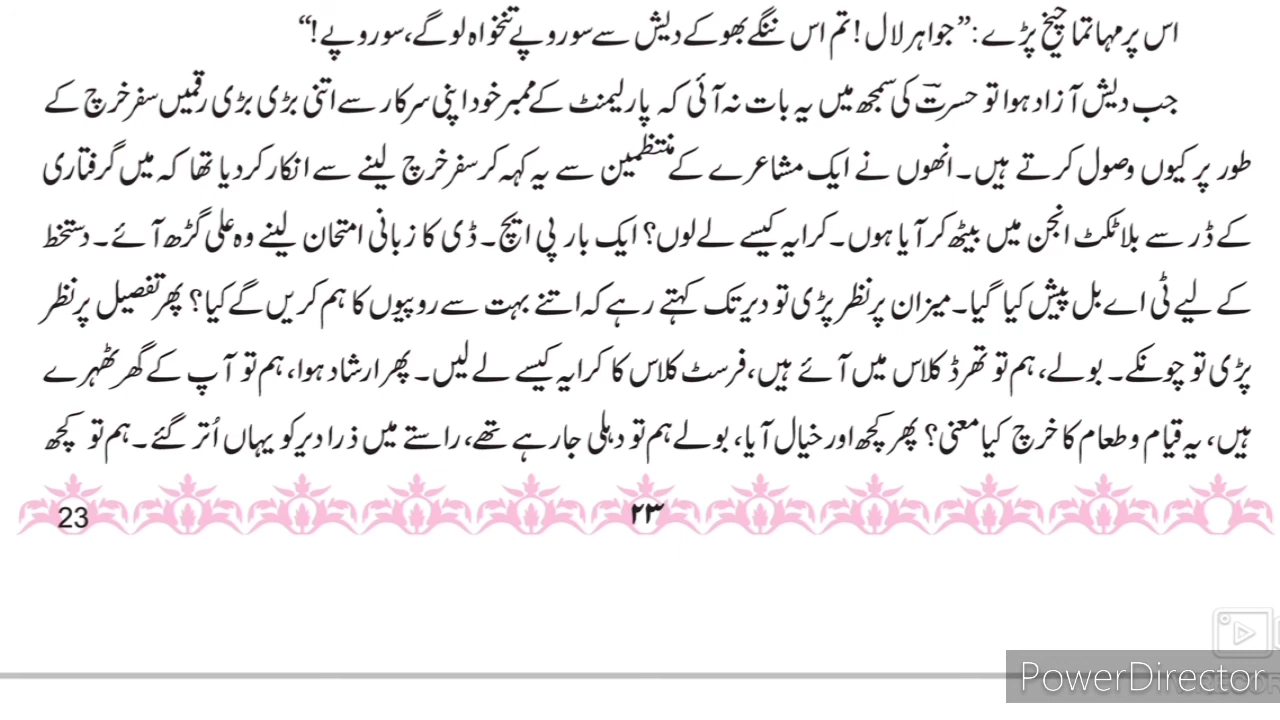 اس پر مہاتما چیخ پڑے: ”جواہر لال! تم اس ننگے بھوکے دیش سے سو روپے تنخواہ لوگے، سو روپے!“
جب دیش آزاد ہوا تو حسرتؔ کی سمجھ میں یہ بات نہ آئی کہ پارلیمنٹ کے ممبر خود اپنی سرکار سے اتنی بڑی بڑی رقمیں سفر خرچ کے
طور پر کیوں وصول کرتے ہیں۔ انھوں نے ایک مشاعرے کے منتظمین سے یہ کہہ کر سفر خرچ لینے سے انکار کردیا تھا کہ میں گرفتاری
کے ڈر سے بلا ٹکٹ انجن میں بیٹھ کر آیا ہوں۔ کرایہ کیسے لے لوں؟ ایک بار پی ایچ۔ ڈی کا زبانی امتحان لینے وہ علی گڑھ آئے۔ دستخط
کے لیے ٹی اے بل پیش کیا گیا۔ میزان پر نظر پڑی تو دیر تک کہتے رہے کہ اتنے بہت سے روپیوں کا ہم کریں گے کیا؟ پھر تفصیل پر نظر
پڑی تو چونکے۔ بولے، ہم تو تھرڈ کلاس میں آئے ہیں، فرسٹ کلاس کا کرایہ کیسے لے لیں۔ پھر ارشاد ہوا، ہم تو آپ کے گھر ٹھہرے
ہیں، یہ قیام و طعام کا خرچ کیا معنی؟ پھر کچھ اور خیال آیا، بولے ہم تو دہلی جارہے تھے، راستے میں ذرا دیر کو یہاں اُتر گئے۔ ہم تو کچھ
23
۲۳
PowerDirector